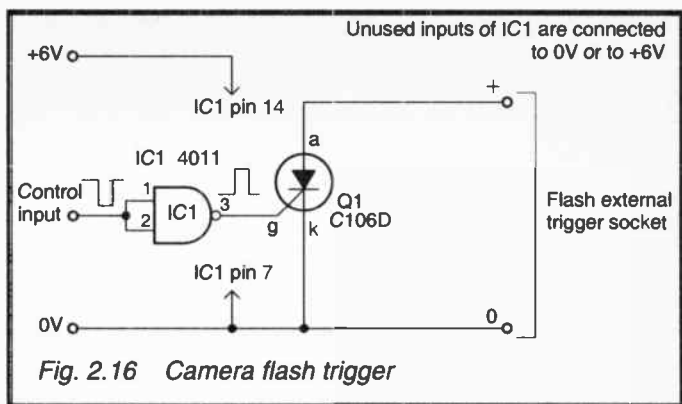 Unused inputs of IC1 are connected
to 0V or to +6V
+6V
IC1 pin 14
+
a
IC1 4011
Control
input
1
2
IC1
3
g
k
Q1
C106D
Flash external
trigger socket
IC1 pin 7
0V
0
Fig. 2.16 Camera flash trigger